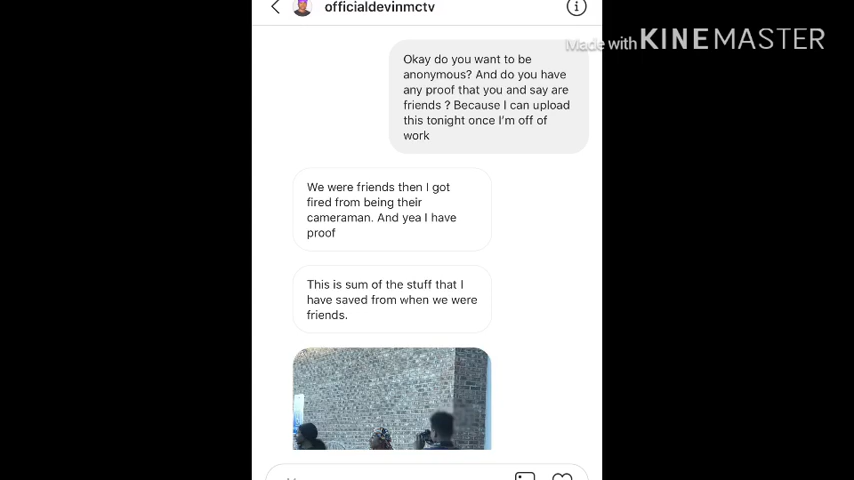 officialdevinmctv
Made with KINEMASTER
Okay do you want to be
anonymous? And do you have
any proof that you and say are
friends ? Because I can upload
this tonight once I'm off of
work
We were friends then I got
fired from being their
cameraman. And yea I have
proof
This is sum of the stuff that I
have saved from when we were
friends.